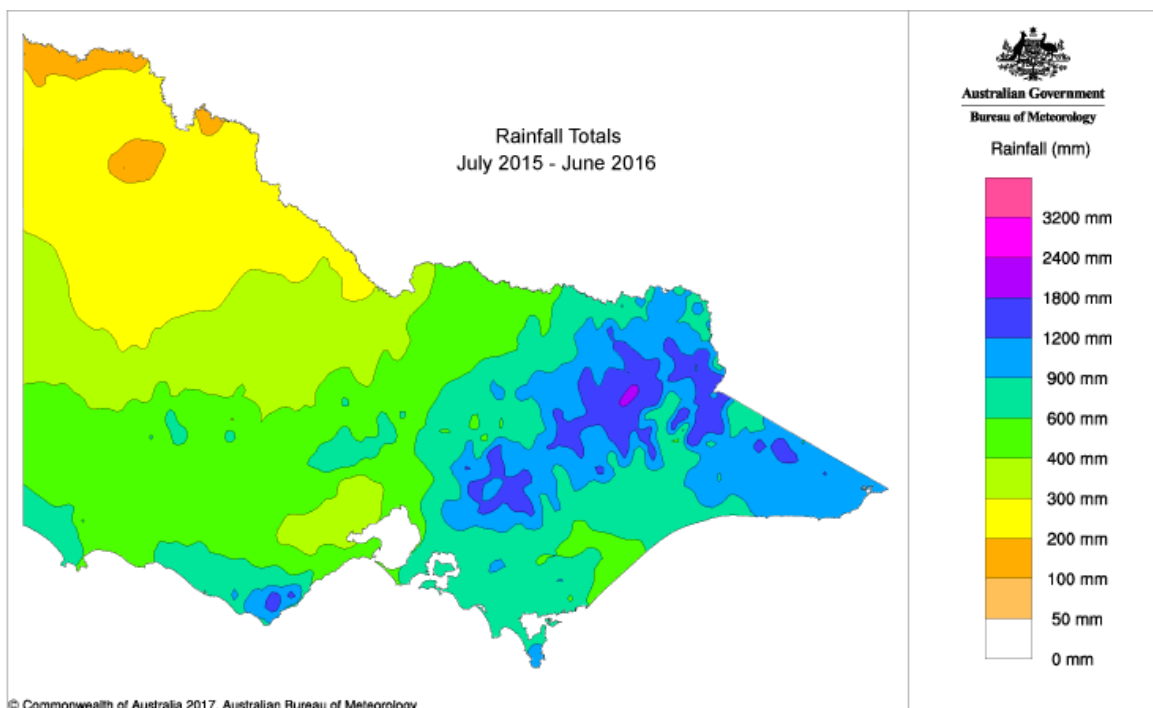 Rainfall Totals
July 2015 - June 2016
Australian Government
Bureau of Meteorology
Rainfall (mm)
3200 mm
2400 mm
1800 mm
1200 mm
900 mm
600 mm
400 mm
300 mm
200 mm
100 mm
50 mm
0 mm
© Commonwealth of Australia 2017, Australian Bureau of Meteorology